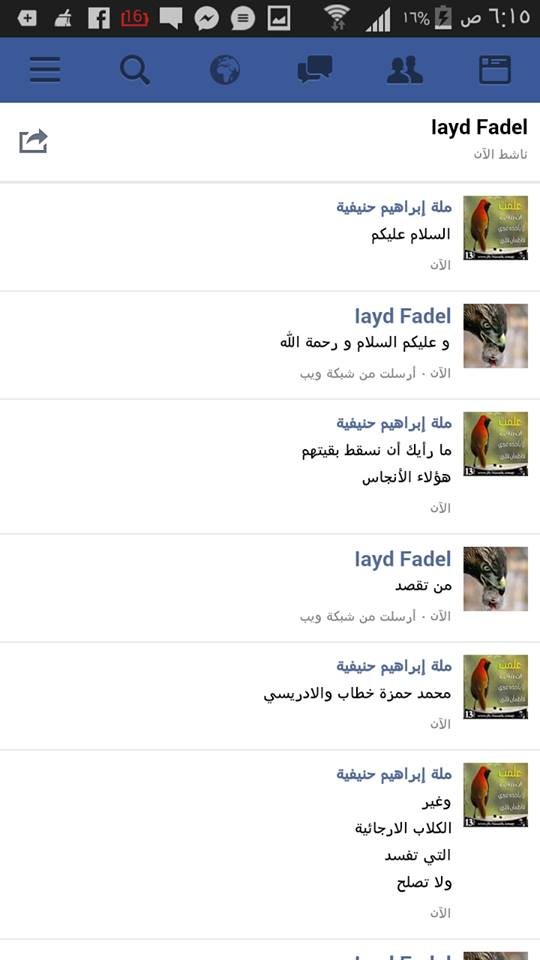 ١٦% ٦:١٥ ص
16
Iayd Fadel
ناشط الآن
ملة إبراهيم حنيفية
السلام عليكم
الآن
Iayd Fadel
و عليكم السلام و رحمة الله
الآن · أرسلت من شبكة ويب
ملة إبراهيم حنيفية
ما رأيك أن نسقط بقيتهم
هؤلاء الأنجاس
الآن
Iayd Fadel
من تقصد
الآن · أرسلت من شبكة ويب
ملة إبراهيم حنيفية
محمد حمزة خطاب والادريسي
الآن
ملة إبراهيم حنيفية
وغير
الكلاب الارجائية
التي تفسد
ولا تصلح
الآن
Iayd Fadel